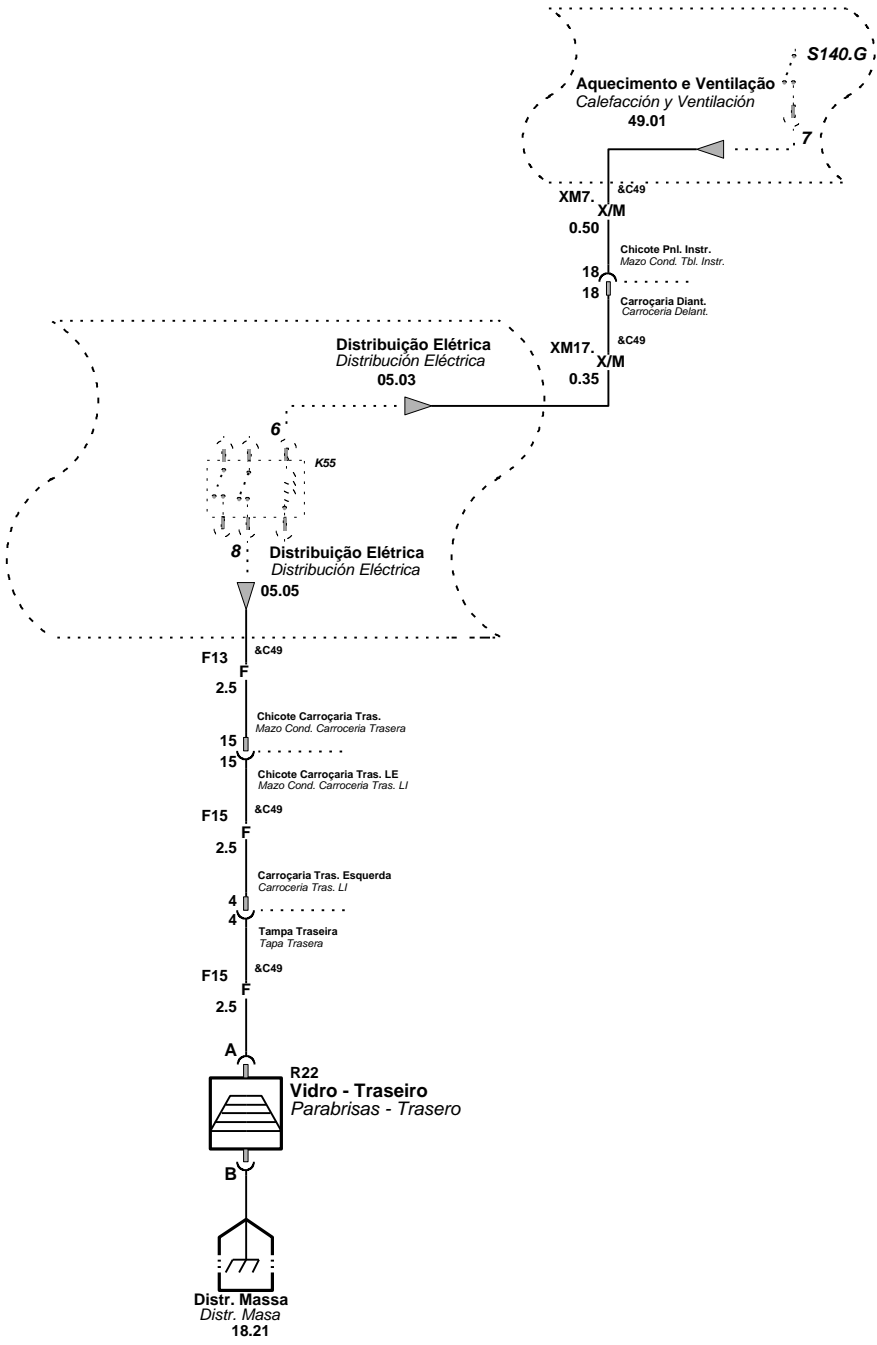 S140.G
Aquecimento e Ventilação
Calefacción y Ventilación
49.01
7
&C49
XM7.
X/M
0.50
Chicote Pnl. Instr.
Mazo Cond. Tbl. Instr.
18
18
Carroçaria Diant.
Carroceria Delant.
&C49
XM17.
X/M
0.35
Distribuição Elétrica
Distribución Eléctrica
05.03
6
K55
8
Distribuição Elétrica
Distribución Eléctrica
05.05
&C49
F13
F
2.5
Chicote Carroçaria Tras.
Mazo Cond. Carroceria Trasera
15
15
Chicote Carroçaria Tras. LE
Mazo Cond. Carroceria Tras. LI
&C49
F15
F
2.5
Carroçaria Tras. Esquerda
Carroceria Tras. LI
4
4
Tampa Traseira
Tapa Trasera
&C49
F15
F
2.5
A
R22
Vidro - Traseiro
Parabrisas - Trasero
B
Distr. Massa
Distr. Masa
18.21